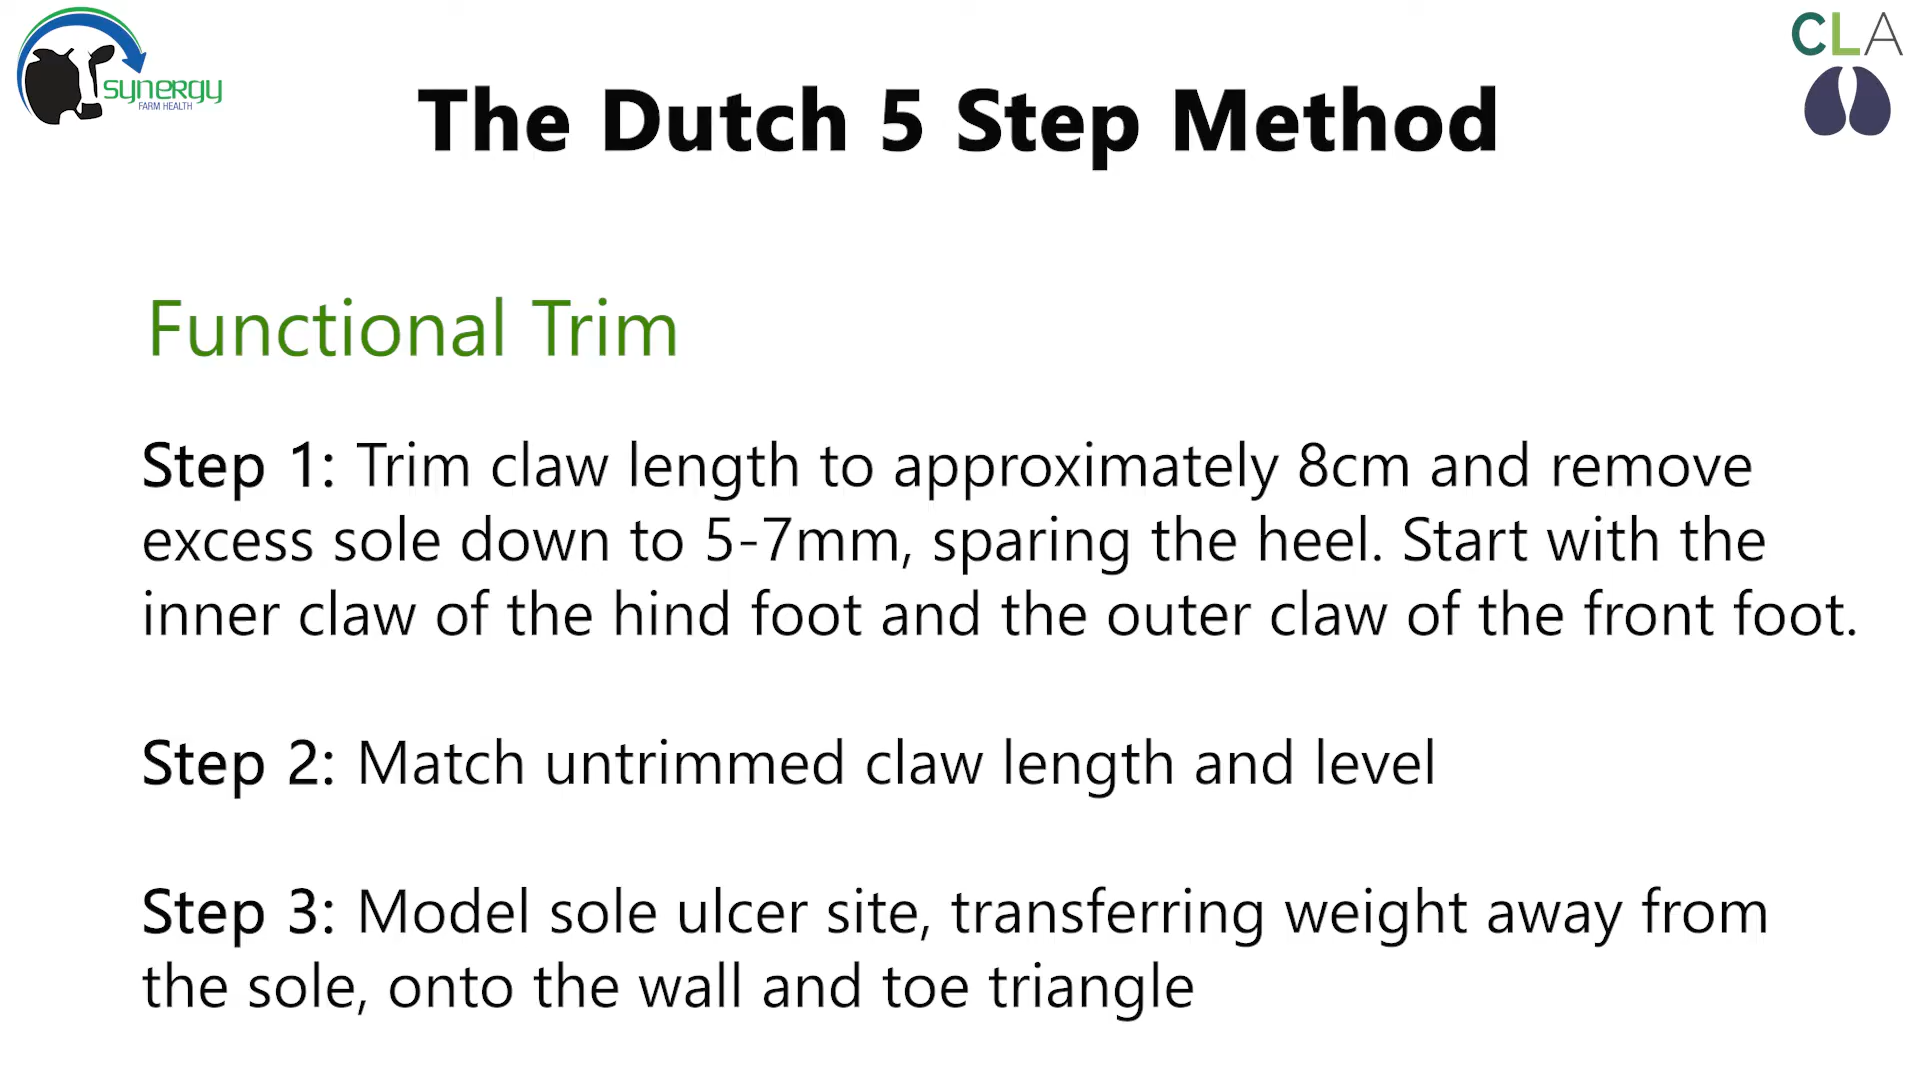 synergy
FARM HEALTH
CLA
The Dutch 5 Step Method
Functional Trim
Step 1: Trim claw length to approximately 8cm and remove
excess sole down to 5-7mm, sparing the heel. Start with the
inner claw of the hind foot and the outer claw of the front foot.
Step 2: Match untrimmed claw length and level
Step 3: Model sole ulcer site, transferring weight away from
the sole, onto the wall and toe triangle